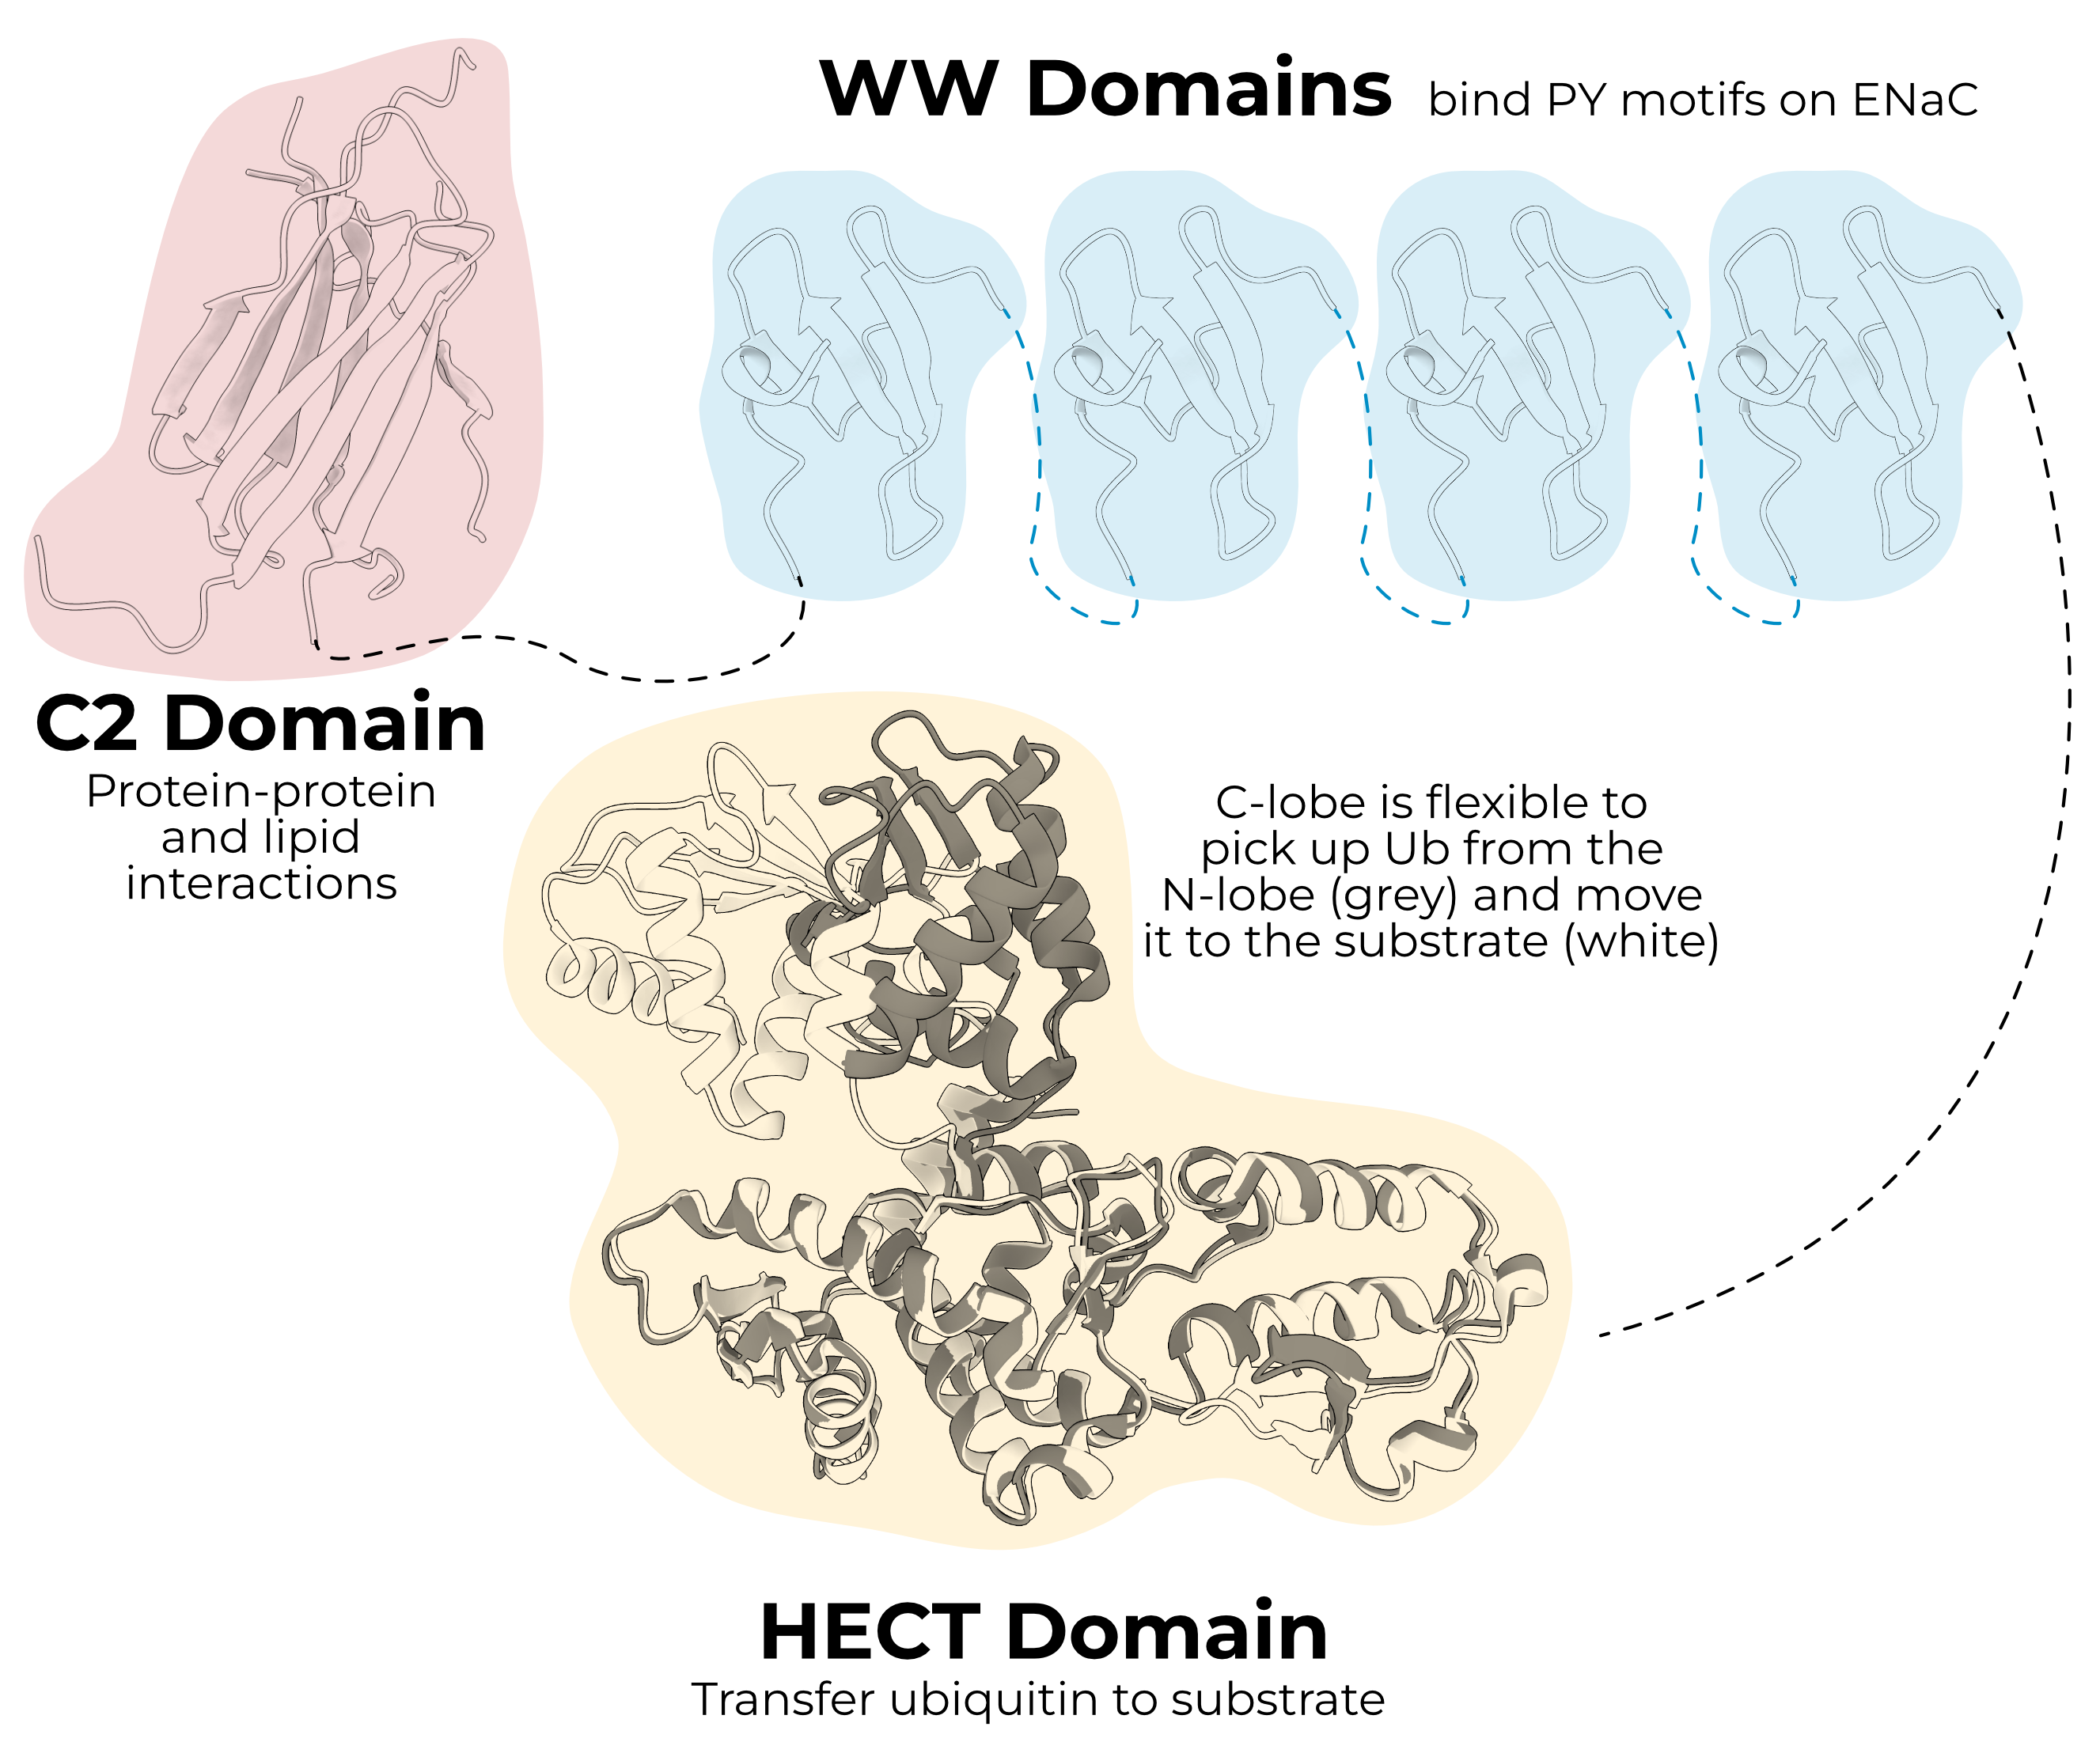 WW Domains bind PY motifs on ENaC
C2 Domain
Protein-protein
and lipid
interactions
C-lobe is flexible to
pick up Ub from the
N-lobe (grey) and move
it to the substrate (white)
HECT Domain
Transfer ubiquitin to substrate